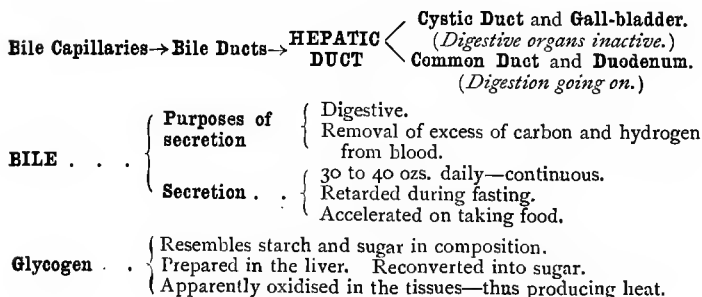 Cystic Duct and Gall-bladder.
(Digestive organs inactive.)
Bile Capillaries→Bile Ducts→HEPATIC DUCT
Common Duct and Duodenum.
(Digestion going on.)
BILE . . .
Purposes of secretion
Digestive.
Removal of excess of carbon and hydrogen
from blood.
Secretion . .
30 to 40 ozs. daily—continuous.
Retarded during fasting.
Accelerated on taking food.
Glycogen . .
Resembles starch and sugar in composition.
Prepared in the liver. Reconverted into sugar.
Apparently oxidised in the tissues—thus producing heat.